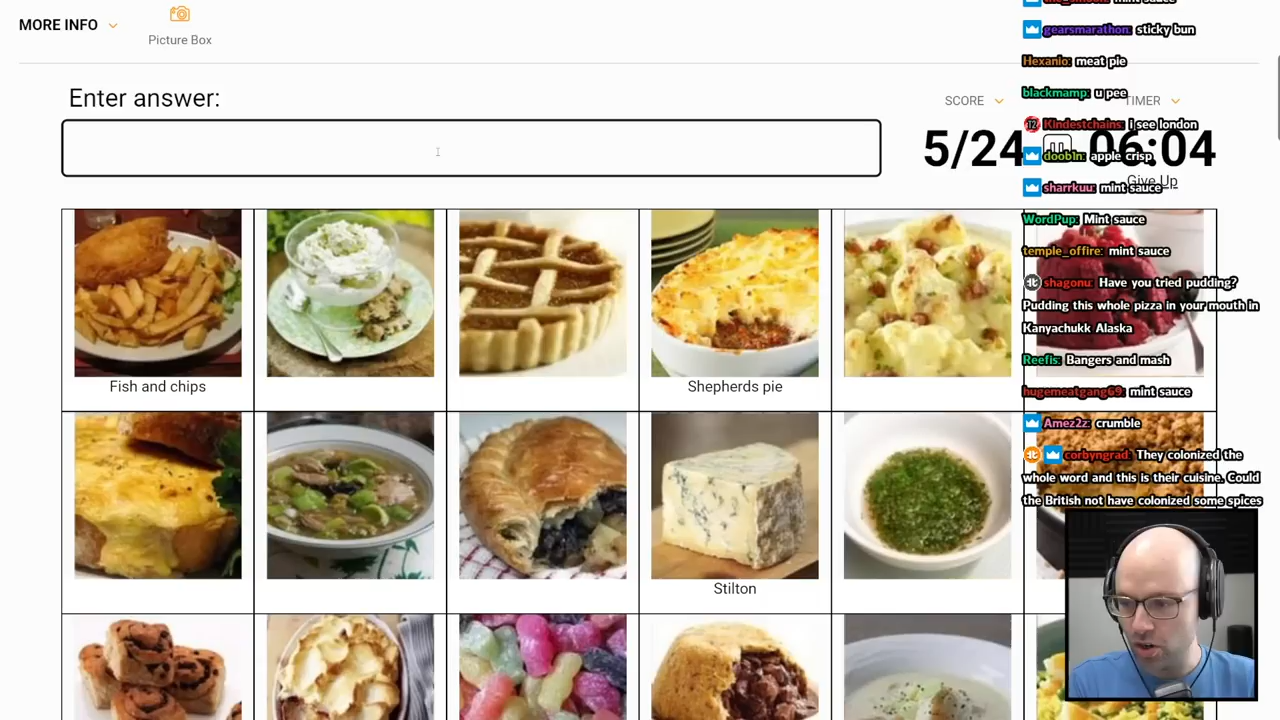 MORE INFO
Picture Box
Enter answer:
SCORE
TIMER
5/24
06:04
Give Up
Fish and chips
Shepherds pie
Stilton
mint sauce
gearsmarathon: sticky bun
Hexanio: meat pie
blackmamp: u pee
Kindestchains: i see london
doob1n: apple crisp
sharrkuu: mint sauce
WordPup: Mint sauce
temple_offire: mint sauce
shagonu: Have you tried pudding?
Pudding this whole pizza in your mouth in
Kanyachukk Alaska
Reefis: Bangers and mash
hugemeatgang69: mint sauce
Amez2z: crumble
corbyngrad: They colonized the
whole word and this is their cuisine. Could
the British not have colonized some spices